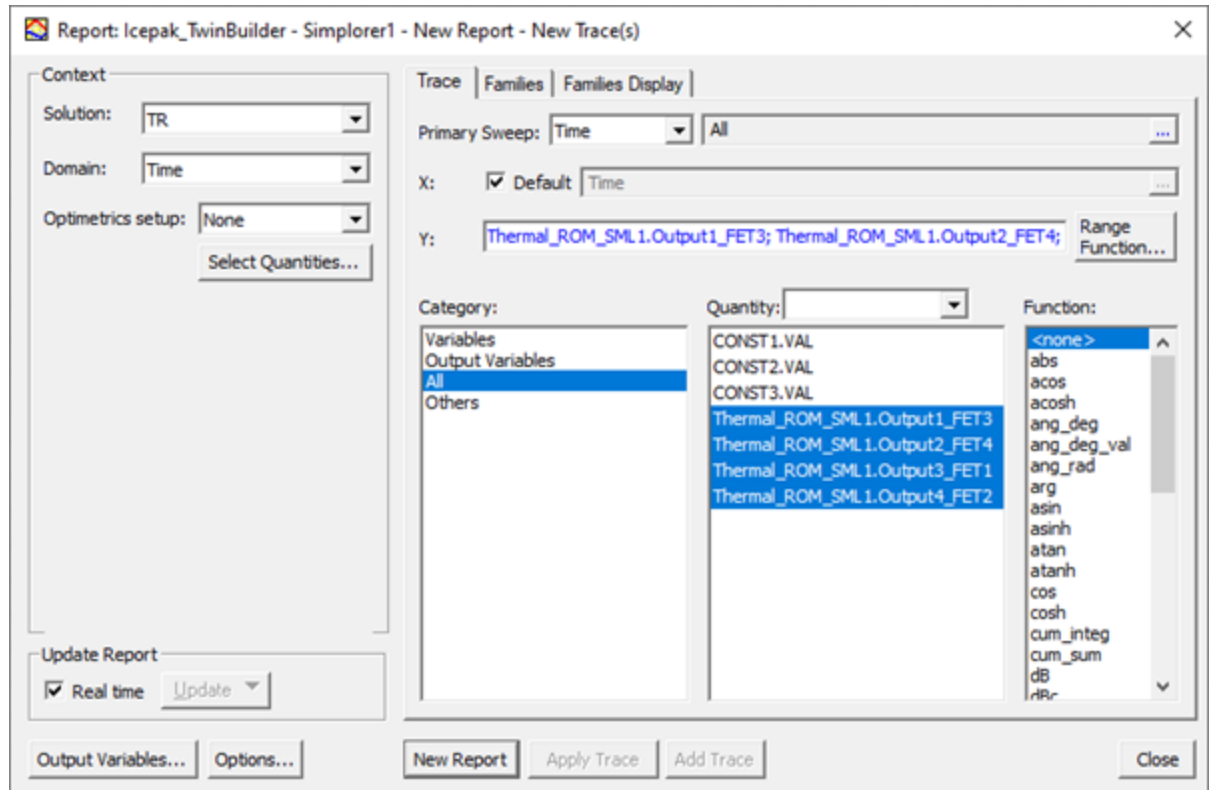 Report: Icepak_TwinBuilder - Simplorer1 - New Report - New Trace(s)
Context
Solution: TR
Domain: Time
Optimetrics setup: None
Select Quantities...
Update Report
Real time Update
Output Variables... Options...
Trace Families Families Display
Primary Sweep: Time All ...
X: Default Time ...
Y: Thermal_ROM_SML1.Output1_FET3; Thermal_ROM_SML1.Output2_FET4;
Range
Function...
Category:
Variables
Output Variables
All
Others
Quantity:
CONST1.VAL
CONST2.VAL
CONST3.VAL
Thermal_ROM_SML1.Output1_FET3
Thermal_ROM_SML1.Output2_FET4
Thermal_ROM_SML1.Output3_FET1
Thermal_ROM_SML1.Output4_FET2
Function:
<none>
abs
acos
acosh
ang_deg
ang_deg_val
ang_rad
arg
asin
asinh
atan
atanh
cos
cosh
cum_integ
cum_sum
dB
dBc
New Report Apply Trace Add Trace Close